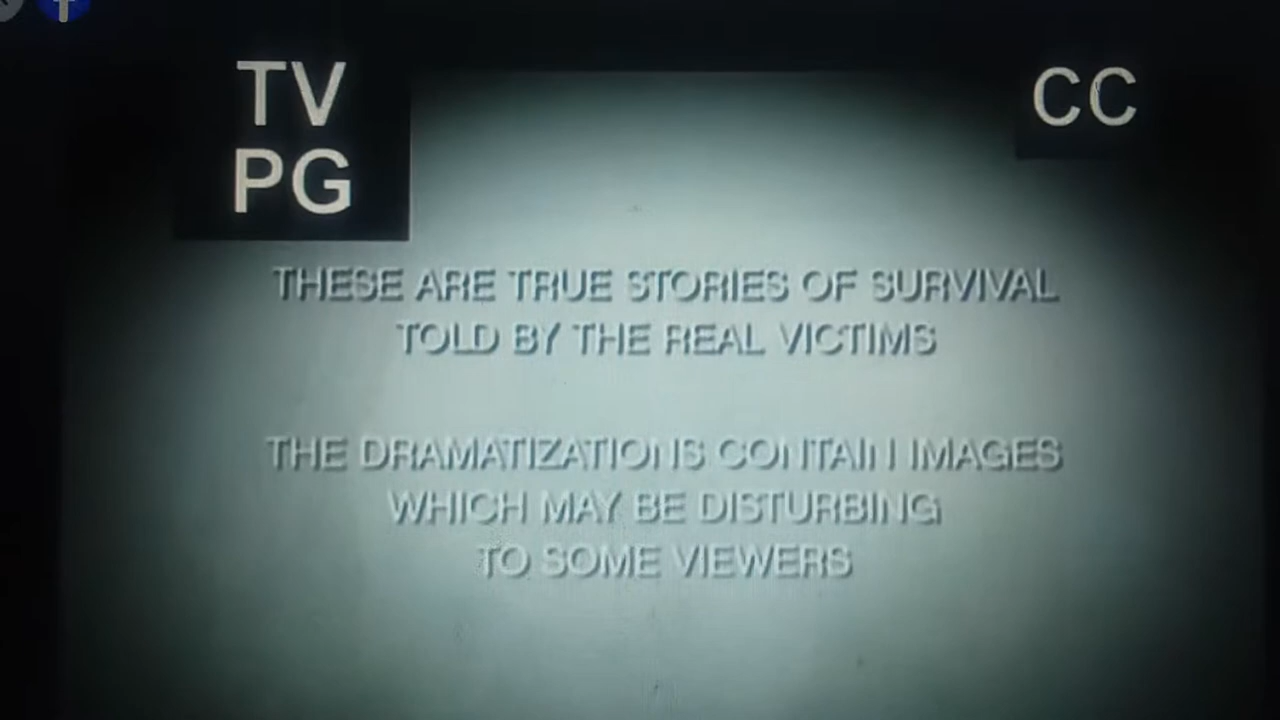 TV
PG
CC
THESE ARE TRUE STORIES OF SURVIVAL
TOLD BY THE REAL VICTIMS
THE DRAMATIZATIONS CONTAIN IMAGES
WHICH MAY BE DISTURBING
TO SOME VIEWERS